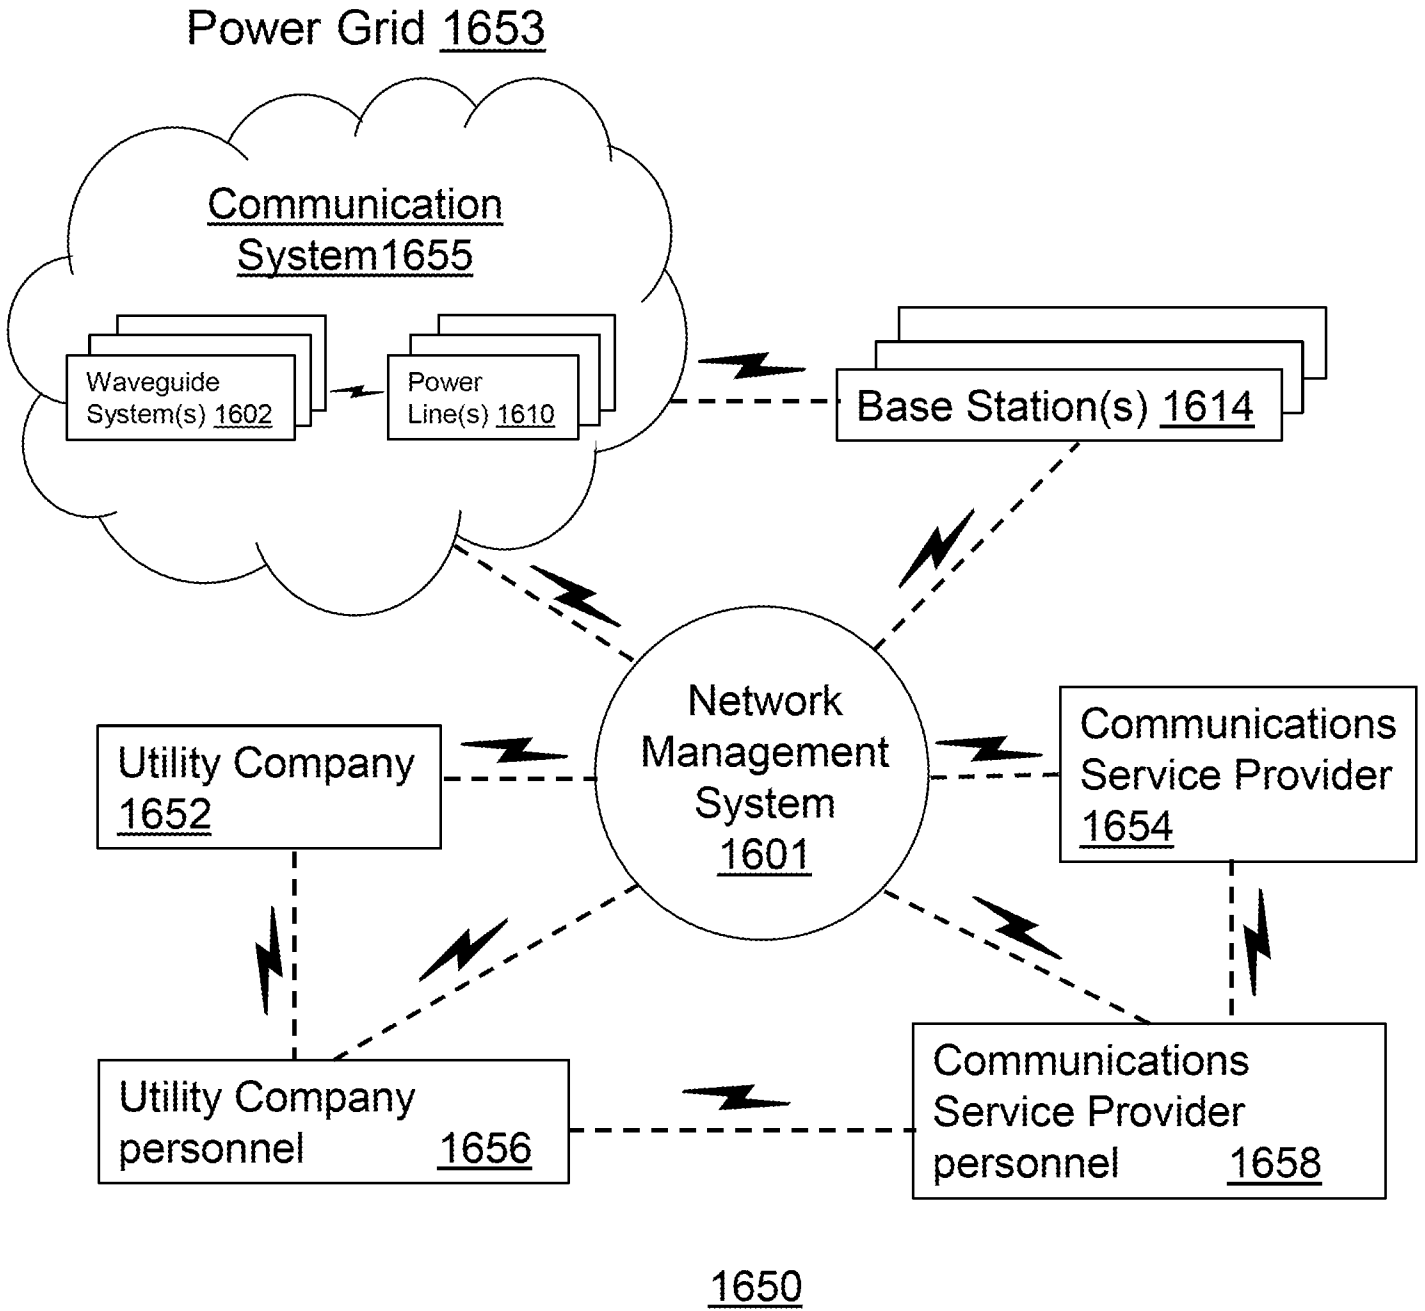 Power Grid 1653
Communication
System1655
Waveguide
System(s) 1602
Power
Line(s) 1610
Base Station(s) 1614
Network
Management
System
1601
Utility Company
1652
Communications
Service Provider
1654
Utility Company
personnel 1656
Communications
Service Provider
personnel 1658
1650